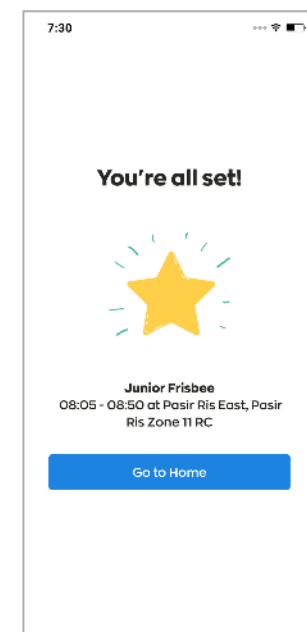 7:30
You're all set!
Junior Frisbee
08:05 - 08:50 at Pasir Ris East, Pasir
Ris Zone 11 RC
Go to Home